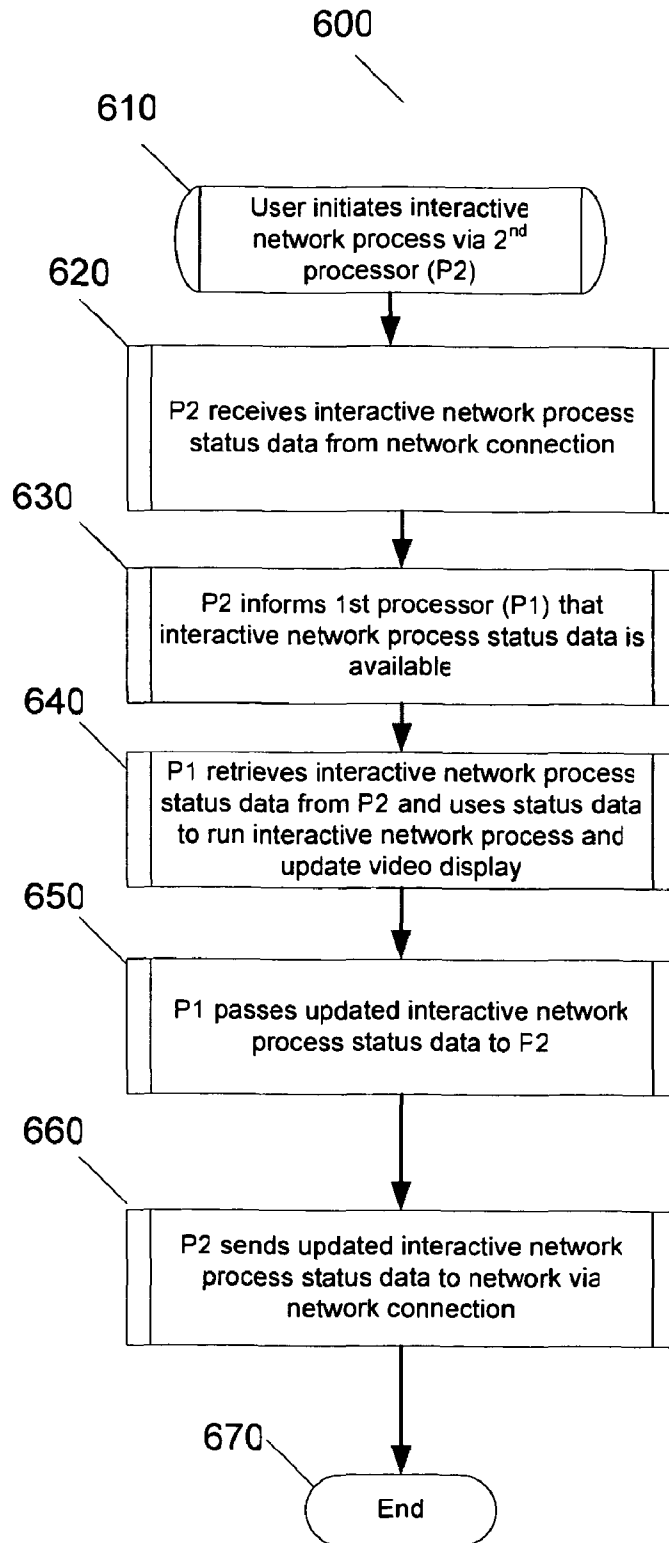 600
610
User initiates interactive
network process via 2nd
processor (P2)
620
P2 receives interactive network process
status data from network connection
630
P2 informs 1st processor (P1) that
interactive network process status data is
available
640
P1 retrieves interactive network process
status data from P2 and uses status data
to run interactive network process and
update video display
650
P1 passes updated interactive network
process status data to P2
660
P2 sends updated interactive network
process status data to network via
network connection
670
End